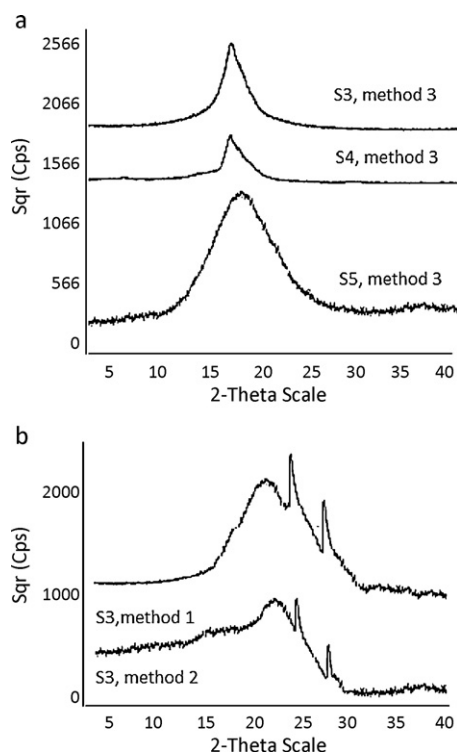 a
2566
2066
1566
1066
566
0
Sqr (Cps)
S3, method 3
S4, method 3
S5, method 3
5 10 15 20 25 30 35 40
2-Theta Scale
b
2000
1000
0
Sqr (Cps)
S3,method 1
S3, method 2
5 10 15 20 25 30 35 40
2-Theta Scale